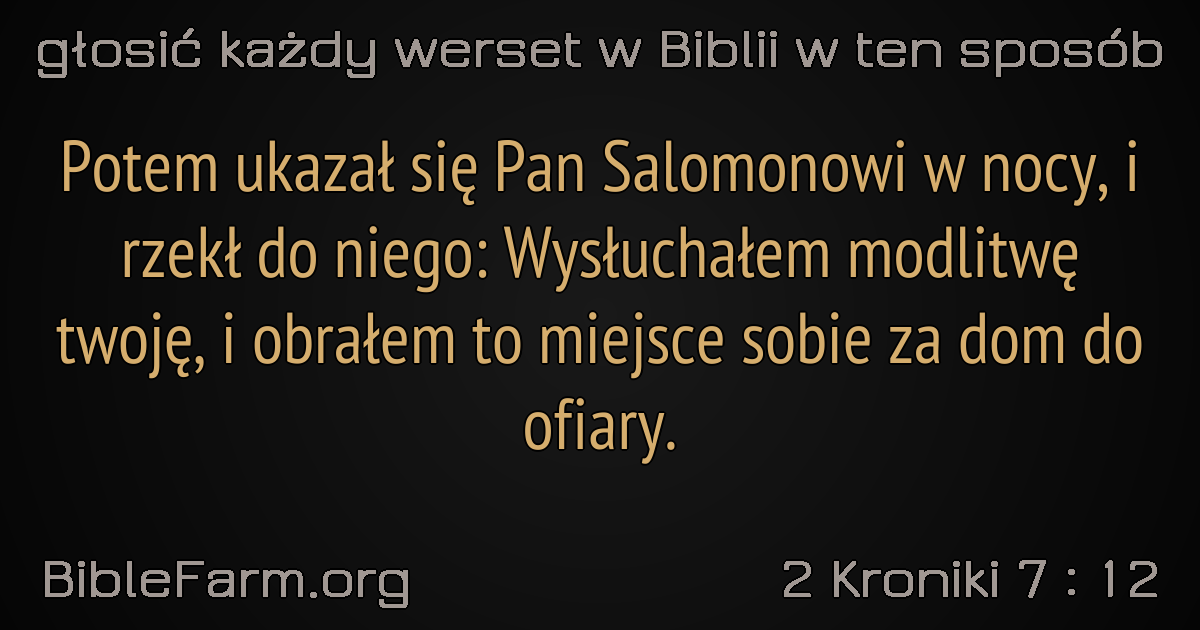 głosić każdy werset w Biblii w ten sposób
Potem ukazał się Pan Salomonowi w nocy, i
rzekł do niego: Wysłuchałem modlitwę
twoję, i obrałem to miejsce sobie za dom do
ofiary.
BibleFarm.org
2 Kroniki 7 : 12